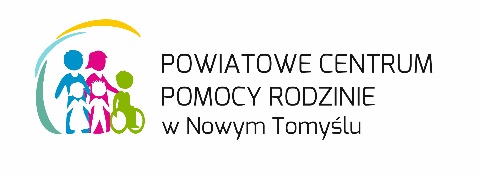 POWIATOWE CENTRUM
POMOCY RODZINIE
w Nowym Tomyślu